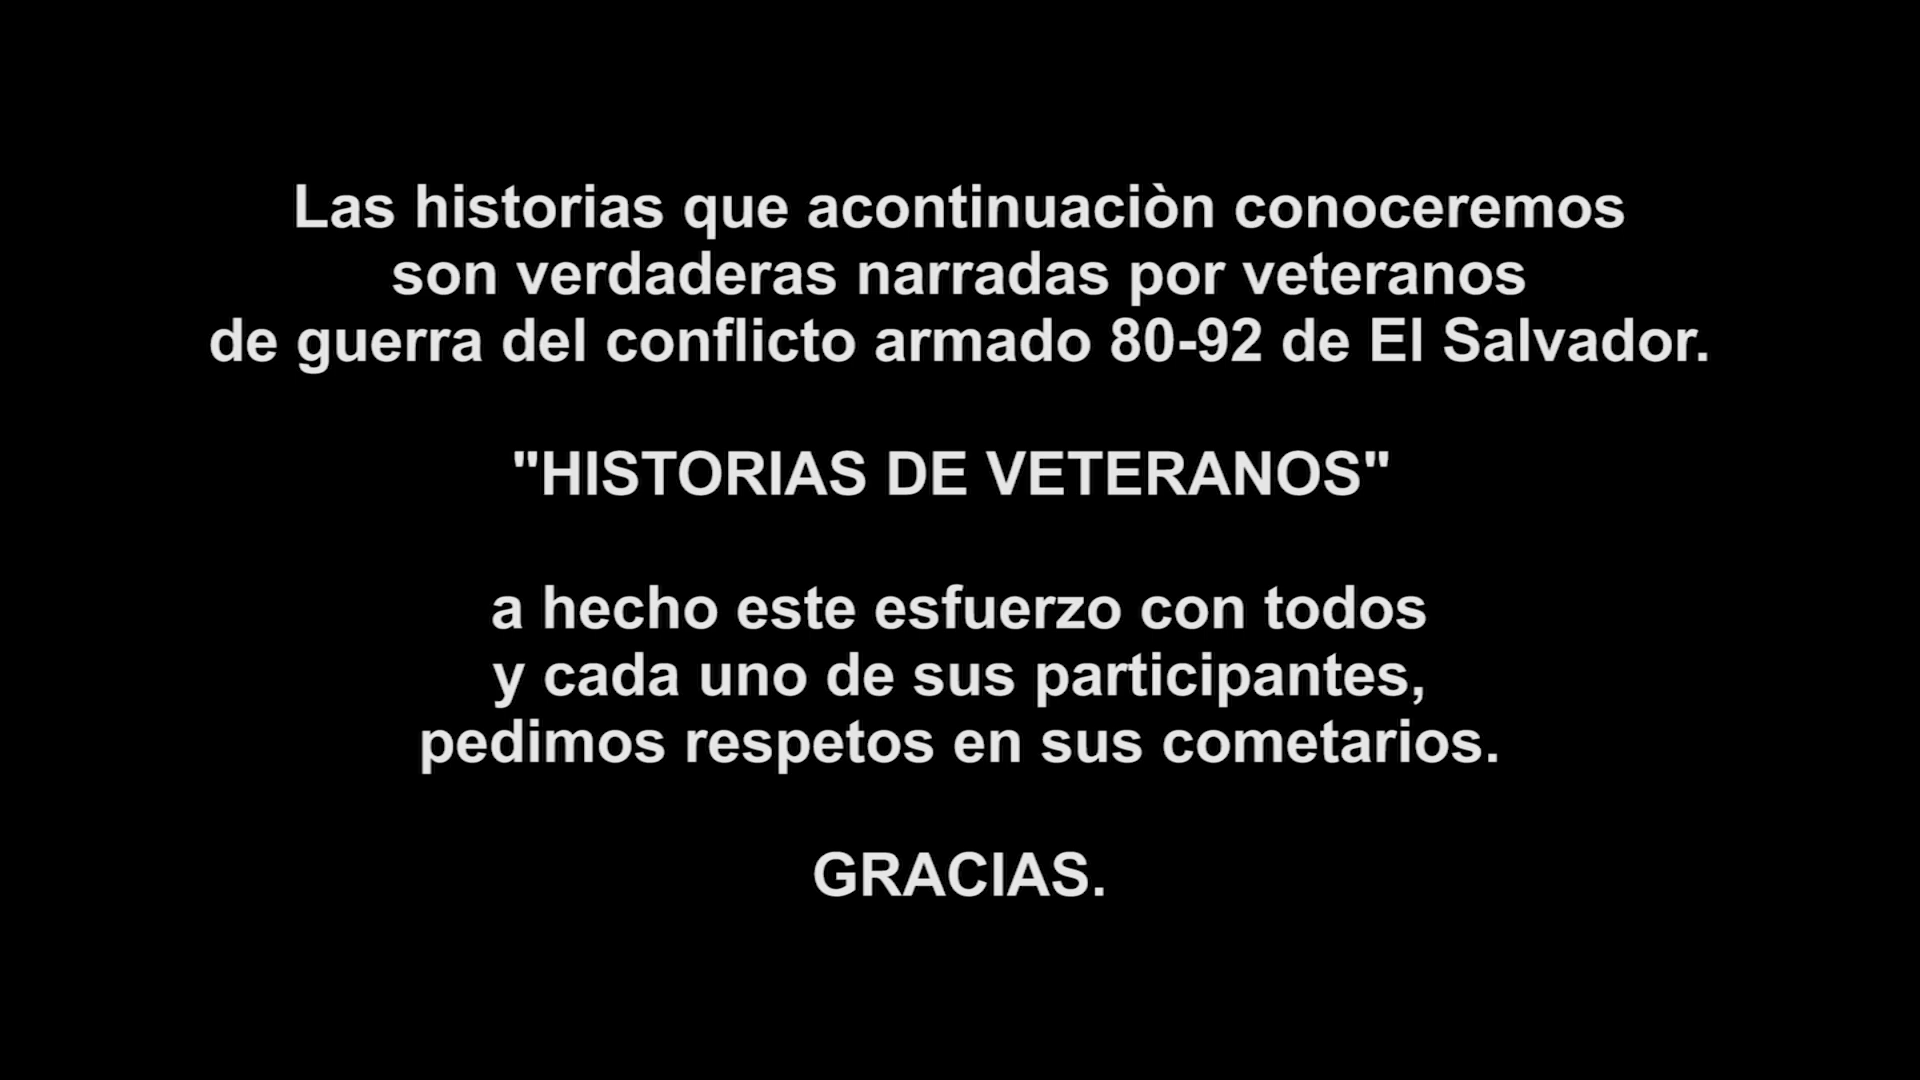 Las historias que acontinuaciòn conoceremos
son verdaderas narradas por veteranos
de guerra del conflicto armado 80-92 de El Salvador.
"HISTORIAS DE VETERANOS"
a hecho este esfuerzo con todos
y cada uno de sus participantes,
pedimos respetos en sus cometarios.
GRACIAS.